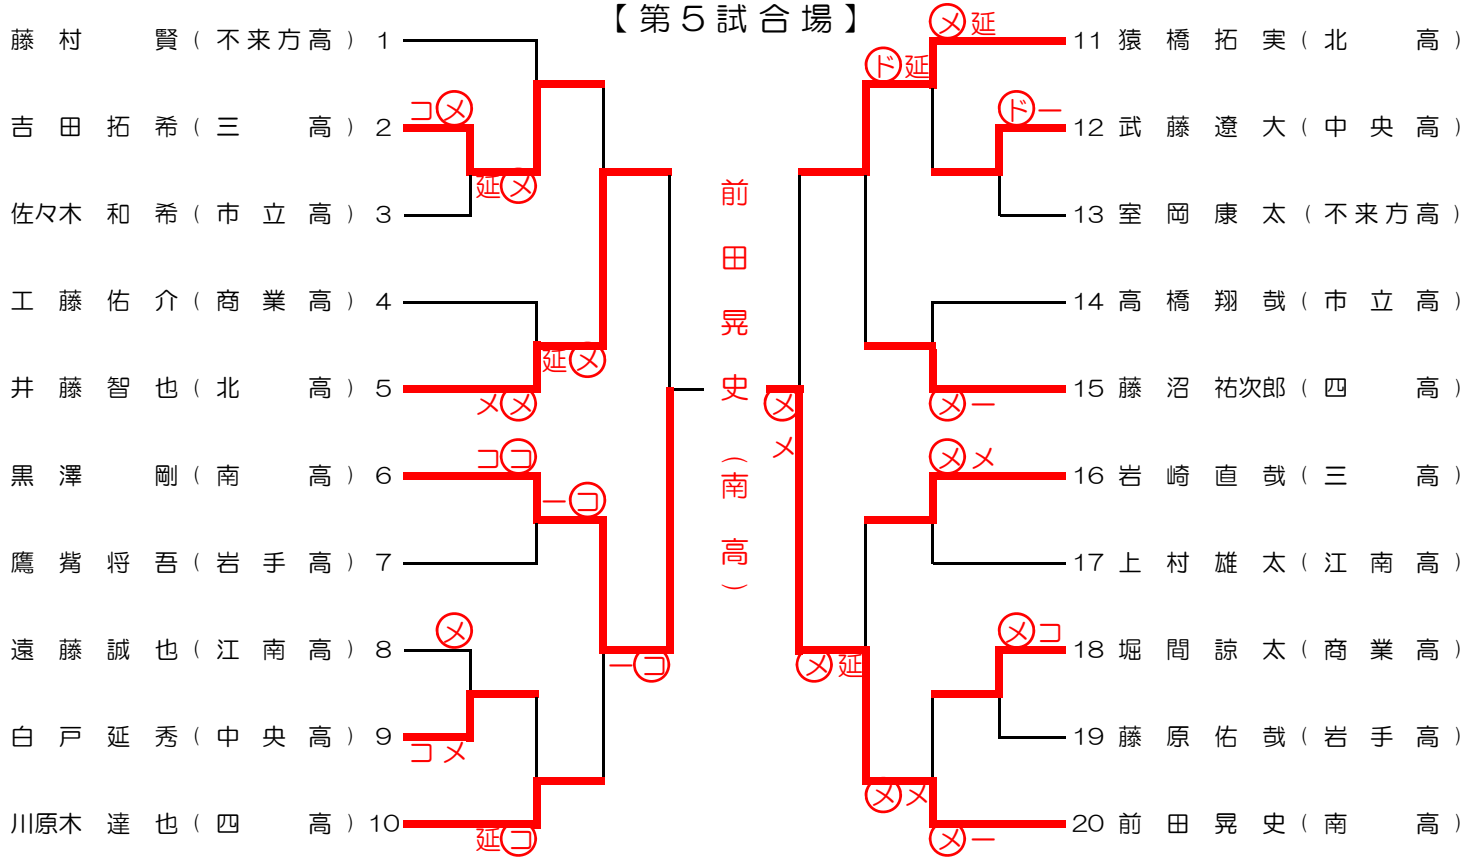 【第5試合場】
藤村 賢(不来方高) 1
コメ
吉田拓希(三 高) 2
延メ
佐々木和希(市立高) 3
工藤佑介(商業高) 4
延メ
井藤智也(北 高) 5
メメ
ココ
黒澤 剛(南 高) 6
一コ
鷹觜将吾(岩手高) 7
メ
遠藤誠也(江南高) 8
一コ
白戸延秀(中央高) 9
コメ
川原木達也(四 高) 10
延コ
前田晃史(南高)
メ
メ
メ延
11 猿橋拓実(北 高)
ド延
ドー
12 武藤遼大(中央高)
13 室岡康太(不来方高)
14 高橋翔哉(市立高)
15 藤沼祐次郎(四 高)
メー
メメ
16 岩崎直哉(三 高)
17 上村雄太(江南高)
メコ
18 堀間諒太(商業高)
メ延
19 藤原佑哉(岩手高)
メメ
20 前田晃史(南 高)
メー